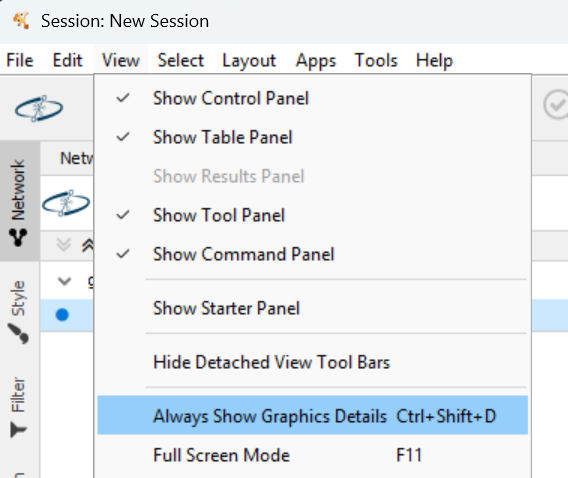 Session: New Session
File Edit View Select Layout Apps Tools Help
Show Control Panel
Show Table Panel
Show Results Panel
Show Tool Panel
Show Command Panel
Show Starter Panel
Hide Detached View Tool Bars
Always Show Graphics Details Ctrl+Shift+D
Full Screen Mode F11
Network
Style
Filter